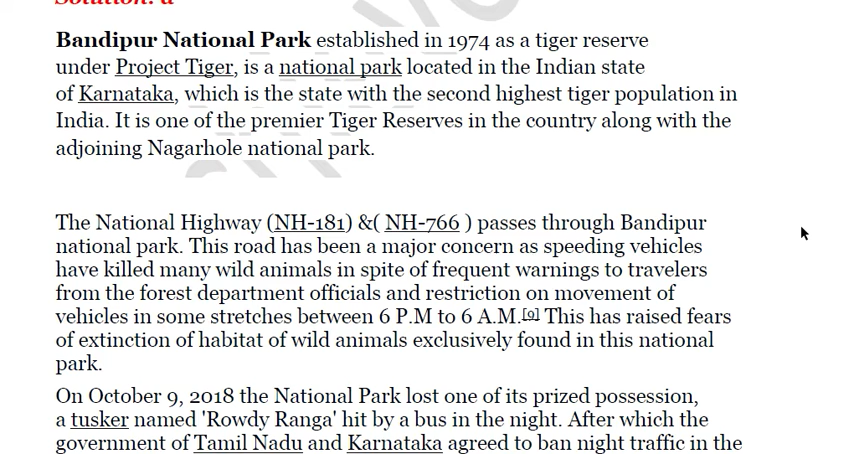 Solution: a
Bandipur National Park established in 1974 as a tiger reserve
under Project Tiger, is a national park located in the Indian state
of Karnataka, which is the state with the second highest tiger population in
India. It is one of the premier Tiger Reserves in the country along with the
adjoining Nagarhole national park.
The National Highway (NH-181) &( NH-766 ) passes through Bandipur
national park. This road has been a major concern as speeding vehicles
have killed many wild animals in spite of frequent warnings to travelers
from the forest department officials and restriction on movement of
vehicles in some stretches between 6 P.M to 6 A.M.[9] This has raised fears
of extinction of habitat of wild animals exclusively found in this national
park.
On October 9, 2018 the National Park lost one of its prized possession,
a tusker named 'Rowdy Ranga' hit by a bus in the night. After which the
government of Tamil Nadu and Karnataka agreed to ban night traffic in the